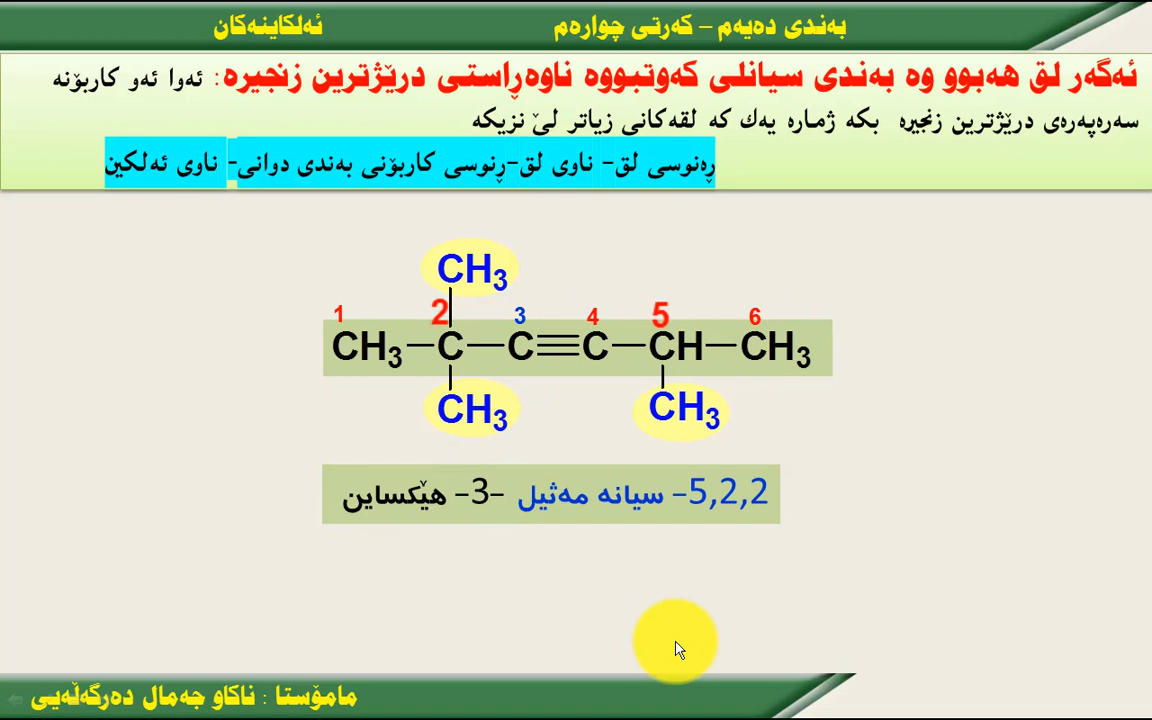 بەندی دەیەم – کەرتی چوارەم
ئەلکاینەکان
ئەگەر لق هەبوو وە بەندی سیانلی کەوتبووە ناوەڕاستی درێژترین زنجیرە: ئەوا ئەو کاربۆنە
سەرەپەرەی درێژترین زنجیرە بکە ژمارە یەك کە لقەکانی زیاتر لێ نزیکە
ڕەنوسی لق- ناوی لق-ڕنوسی کاربۆنی بەندی دوانی- ناوی ئەلکین
CH3
1 2 3 4 5 6
CH3—C—C≡C—CH—CH3
CH3 CH3
5,2,2- سیانە مەثیل -3- هێکساین
مامۆستا : ناکاو جەمال دەرگەڵەیی